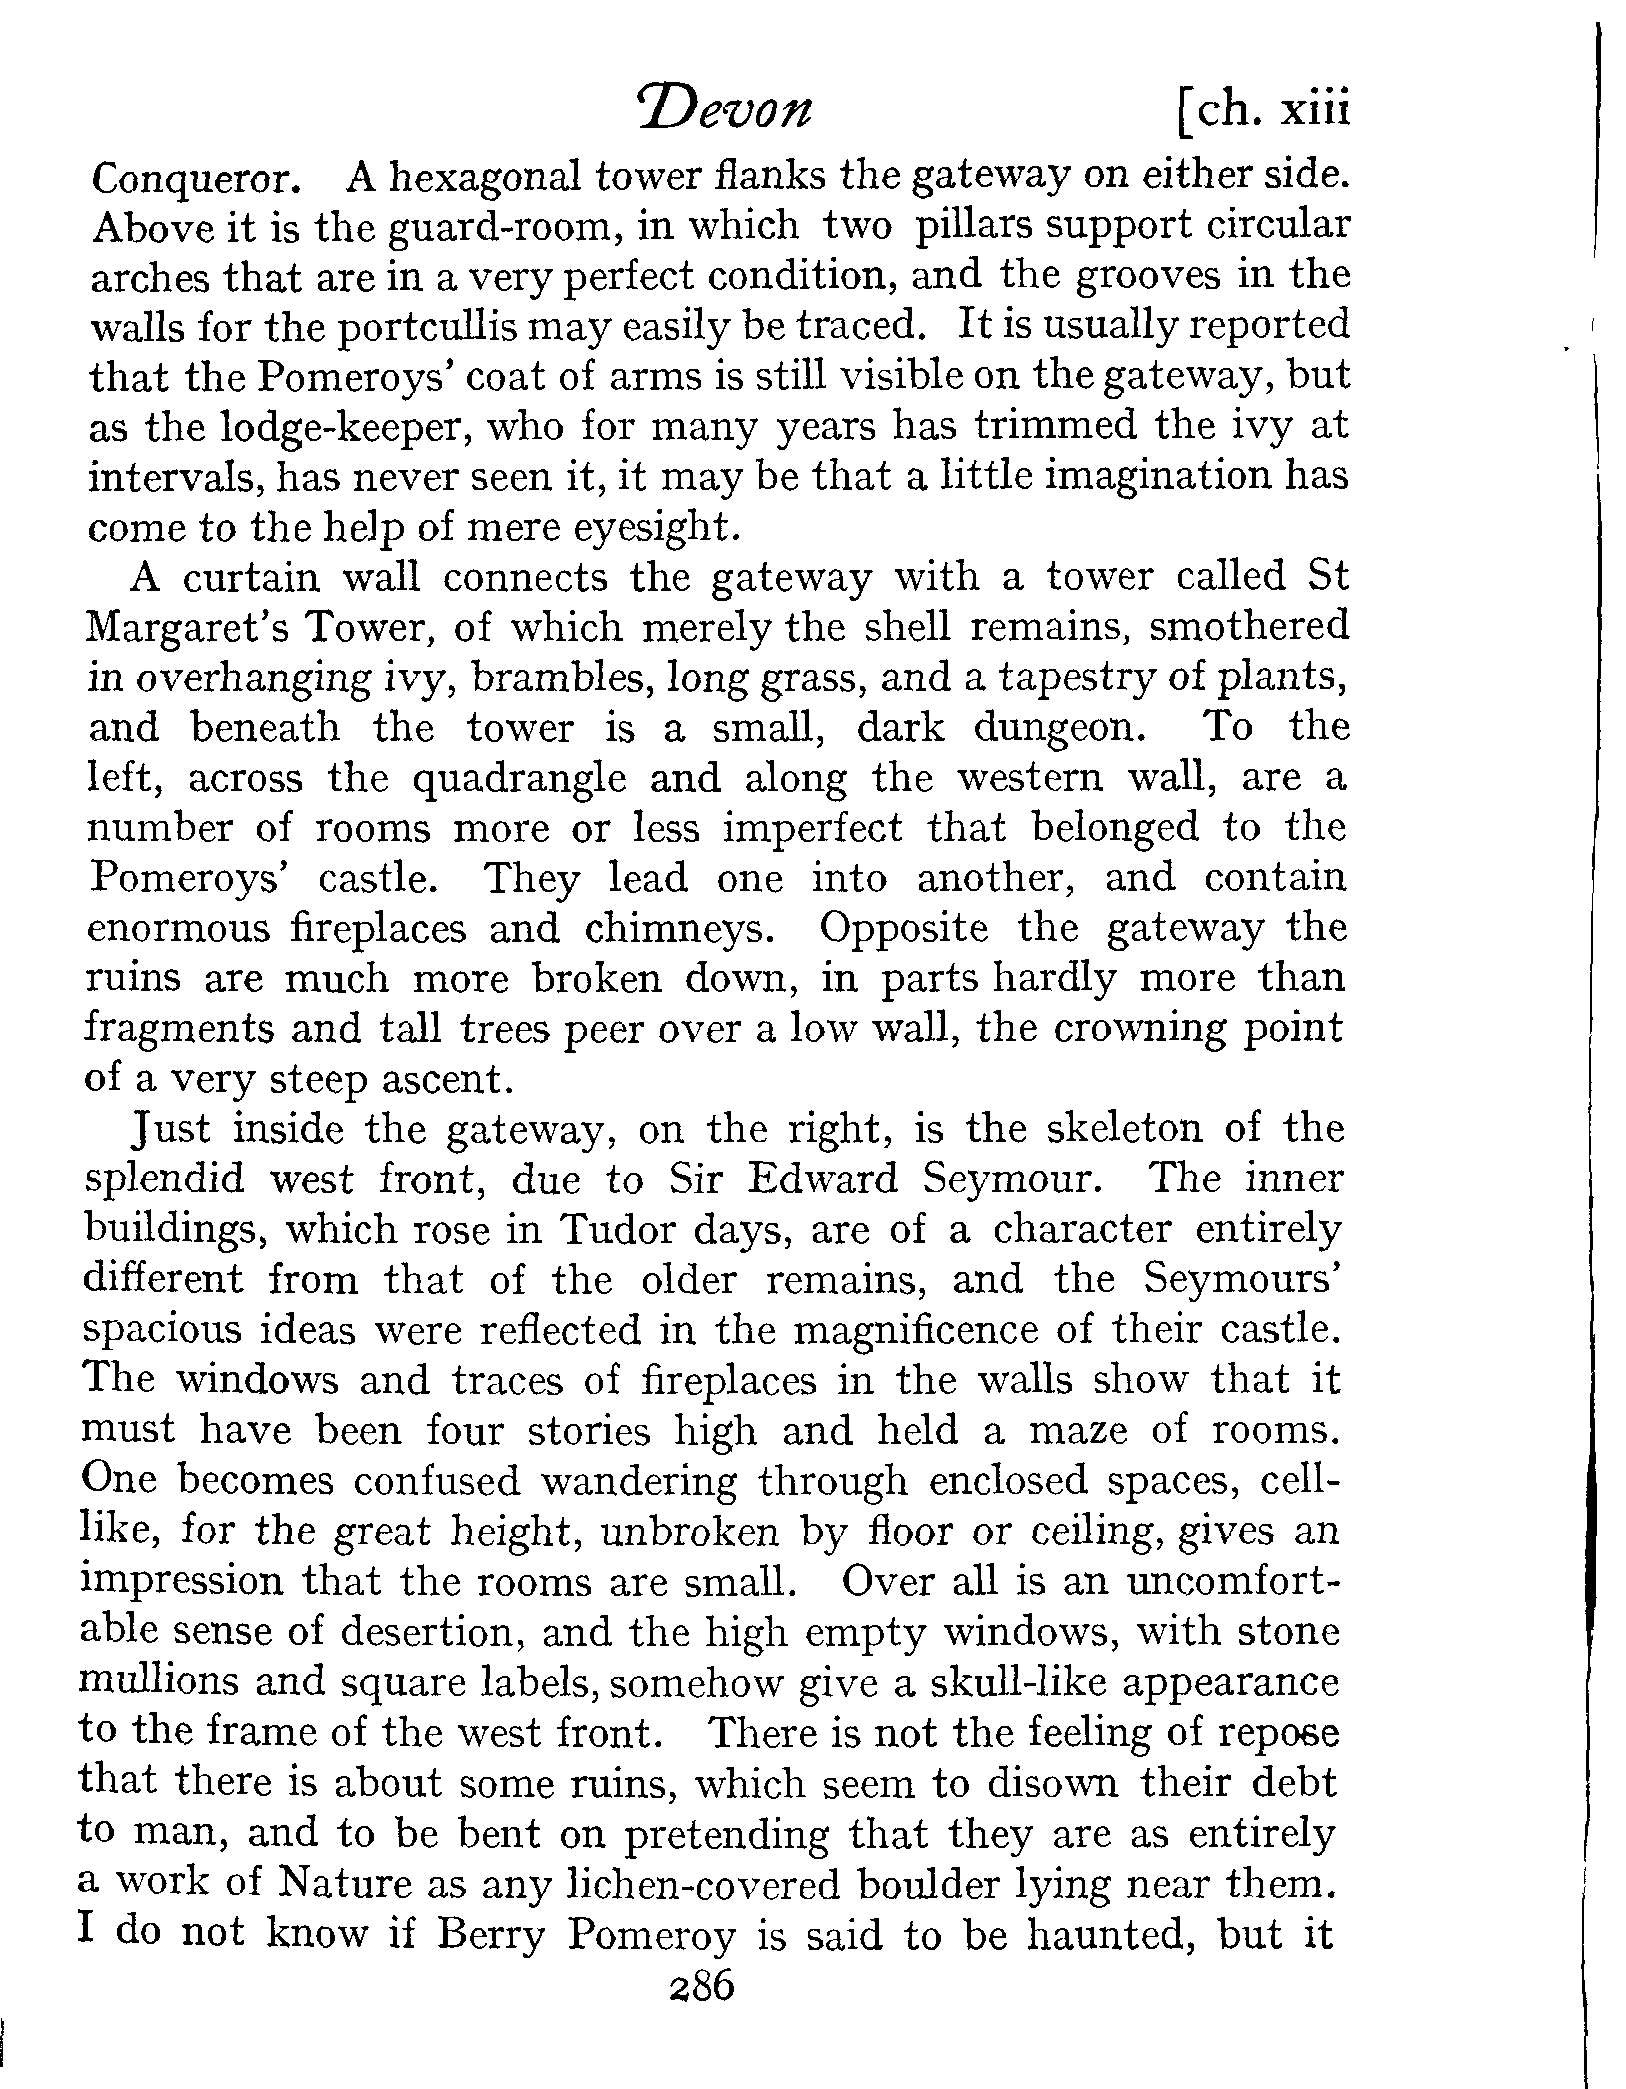 Devon [ch. xiii
Conqueror. A hexagonal tower flanks the gateway on either side.
Above it is the guard-room, in which two pillars support circular
arches that are in a very perfect condition, and the grooves in the
walls for the portcullis may easily be traced. It is usually reported
that the Pomeroys' coat of arms is still visible on the gateway, but
as the lodge-keeper, who for many years has trimmed the ivy at
intervals, has never seen it, it may be that a little imagination has
come to the help of mere eyesight.
A curtain wall connects the gateway with a tower called St
Margaret's Tower, of which merely the shell remains, smothered
in overhanging ivy, brambles, long grass, and a tapestry of plants,
and beneath the tower is a small, dark dungeon. To the
left, across the quadrangle and along the western wall, are a
number of rooms more or less imperfect that belonged to the
Pomeroys' castle. They lead one into another, and contain
enormous fireplaces and chimneys. Opposite the gateway the
ruins are much more broken down, in parts hardly more than
fragments and tall trees peer over a low wall, the crowning point
of a very steep ascent.
Just inside the gateway, on the right, is the skeleton of the
splendid west front, due to Sir Edward Seymour. The inner
buildings, which rose in Tudor days, are of a character entirely
different from that of the older remains, and the Seymours'
spacious ideas were reflected in the magnificence of their castle.
The windows and traces of fireplaces in the walls show that it
must have been four stories high and held a maze of rooms.
One becomes confused wandering through enclosed spaces, cell-
like, for the great height, unbroken by floor or ceiling, gives an
impression that the rooms are small. Over all is an uncomfort-
able sense of desertion, and the high empty windows, with stone
mullions and square labels, somehow give a skull-like appearance
to the frame of the west front. There is not the feeling of repose
that there is about some ruins, which seem to disown their debt
to man, and to be bent on pretending that they are as entirely
a work of Nature as any lichen-covered boulder lying near them.
I do not know if Berry Pomeroy is said to be haunted, but it
286